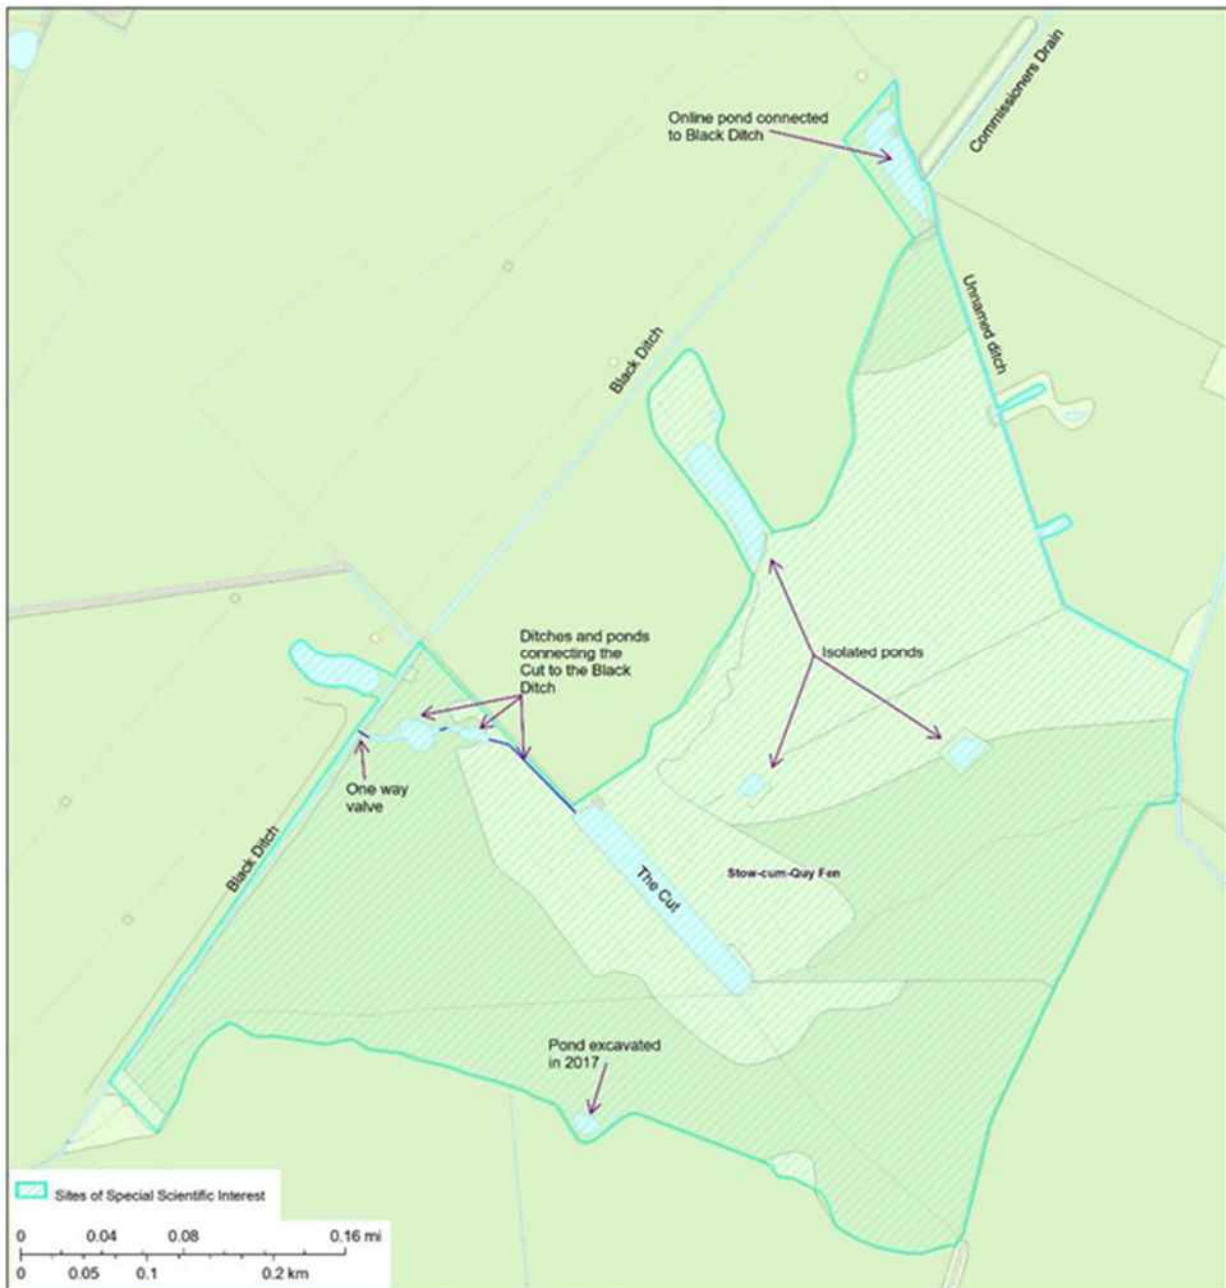 Commissioners Drain
Online pond connected
to Black Ditch
Unnamed ditch
Black Ditch
Ditches and ponds
connecting the
Cut to the Black
Ditch
Isolated ponds
One way
valve
Black Ditch
The Cut
Stow-cum-Quy Fen
Pond excavated
in 2017
Sites of Special Scientific Interest
0 0.04 0.08 0.16 mi
0 0.05 0.1 0.2 km